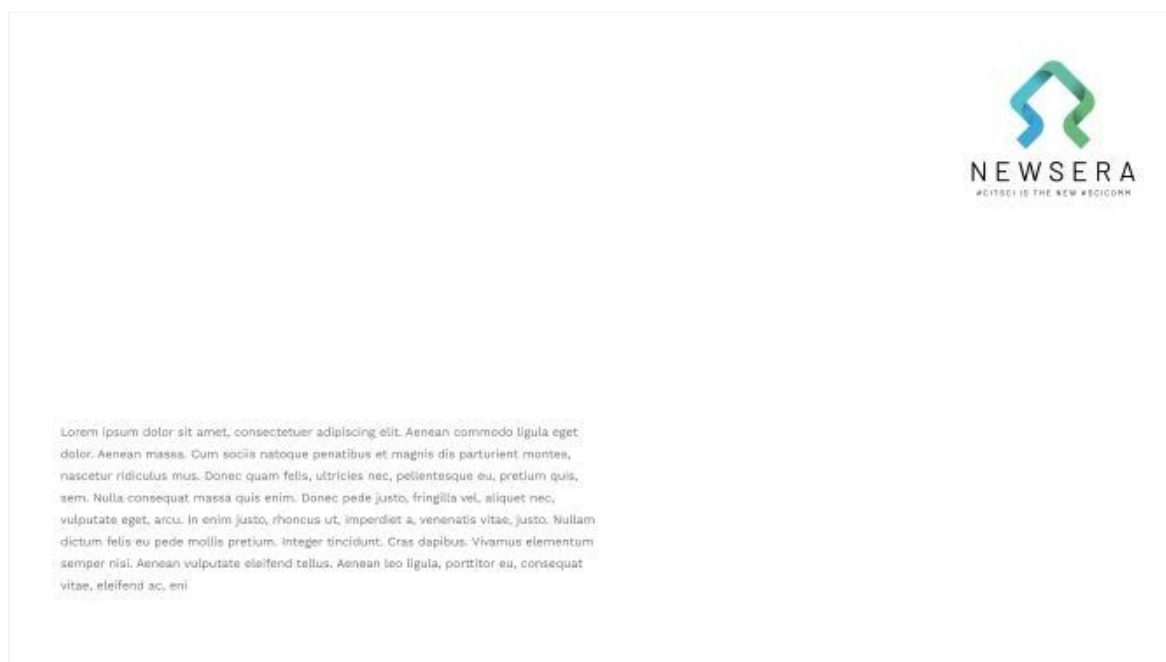 NEWSERA
#CITSCI IS THE NEW #SCICOMM
Lorem ipsum dolor sit amet, consectetuer adipiscing elit. Aenean commodo ligula eget
dolor. Aenean massa. Cum sociis natoque penatibus et magnis dis parturient montes,
nascetur ridiculus mus. Donec quam felis, ultricies nec, pellentesque eu, pretium quis,
sem. Nulla consequat massa quis enim. Donec pede justo, fringilla vel, aliquet nec,
vulputate eget, arcu. In enim justo, rhoncus ut, imperdiet a, venenatis vitae, justo. Nullam
dictum felis eu pede mollis pretium. Integer tincidunt. Cras dapibus. Vivamus elementum
semper nisi. Aenean vulputate eleifend tellus. Aenean leo ligula, porttitor eu, consequat
vitae, eleifend ac, eni